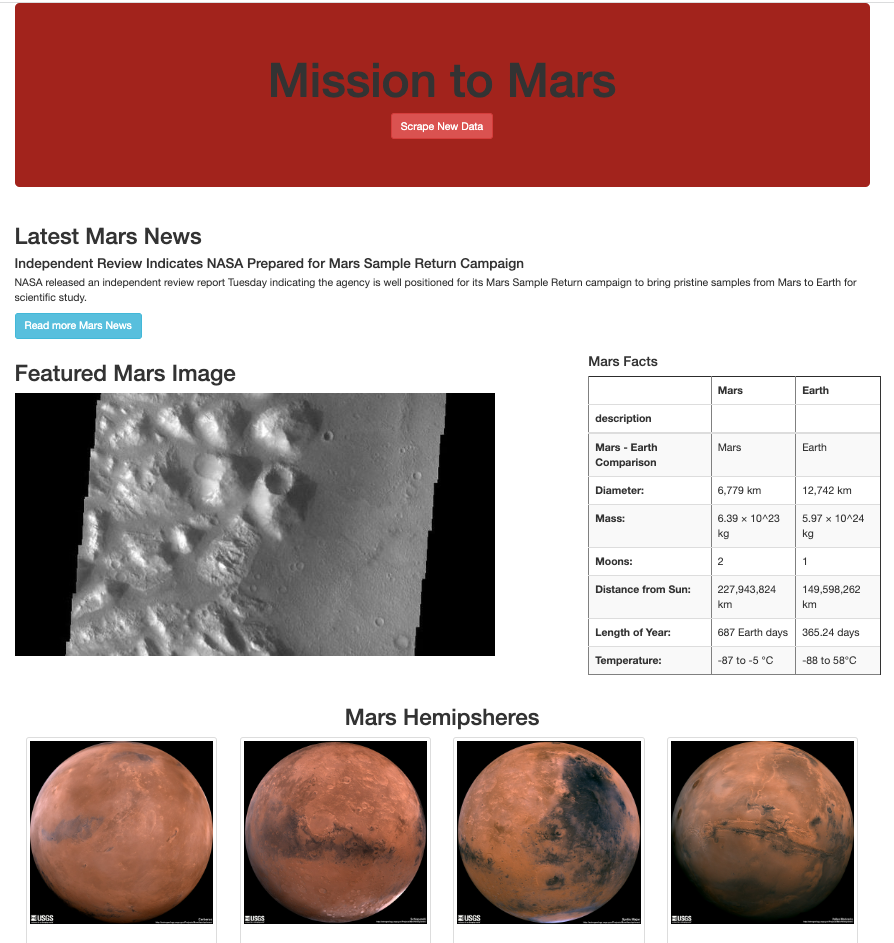 Mission to Mars
Scrape New Data
Latest Mars News
Independent Review Indicates NASA Prepared for Mars Sample Return Campaign
NASA released an independent review report Tuesday indicating the agency is well positioned for its Mars Sample Return campaign to bring pristine samples from Mars to Earth for
scientific study.
Read more Mars News
Featured Mars Image
Mars Facts
Mars Earth
description
Mars - Earth Mars Earth
Comparison
Diameter: 6,779 km 12,742 km
Mass: 6.39 × 10^23 5.97 × 10^24
kg kg
Moons: 2 1
Distance from Sun: 227,943,824 149,598,262
km km
Length of Year: 687 Earth days 365.24 days
Temperature: -87 to -5 °C -88 to 58°C
Mars Hemipsheres
USGS USGS USGS USGS